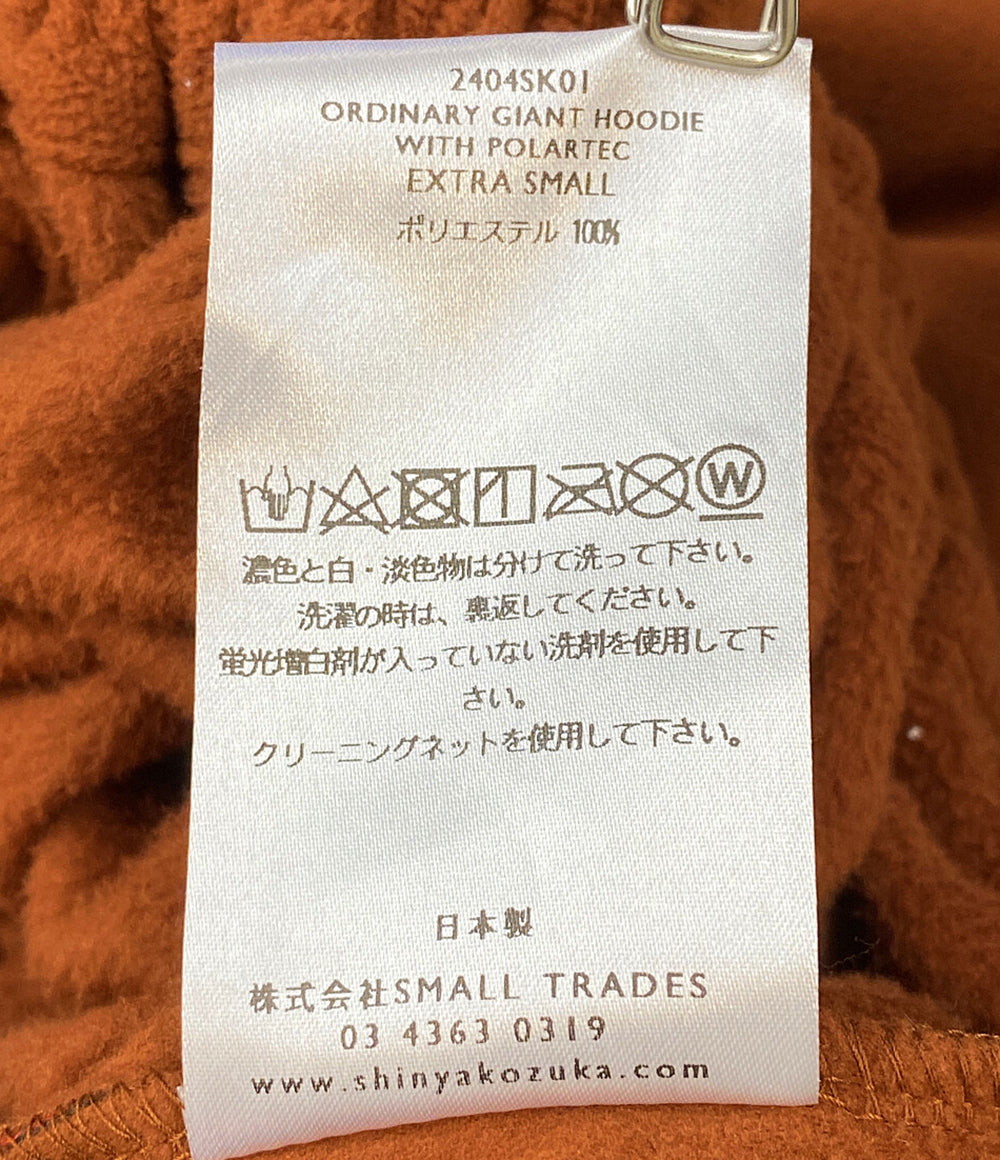 2404SK01
ORDINARY GIANT HOODIE
WITH POLARTEC
EXTRA SMALL
ポリエステル 100%
W
濃色と白・淡色物は分けて洗って下さい。
洗濯の時は、裏返してください。
蛍光増白剤が入っていない洗剤を使用して下
さい。
クリーニングネットを使用して下さい。
日本製
株式会社SMALL TRADES
03 4363 0319
www.shinyakozuka.com